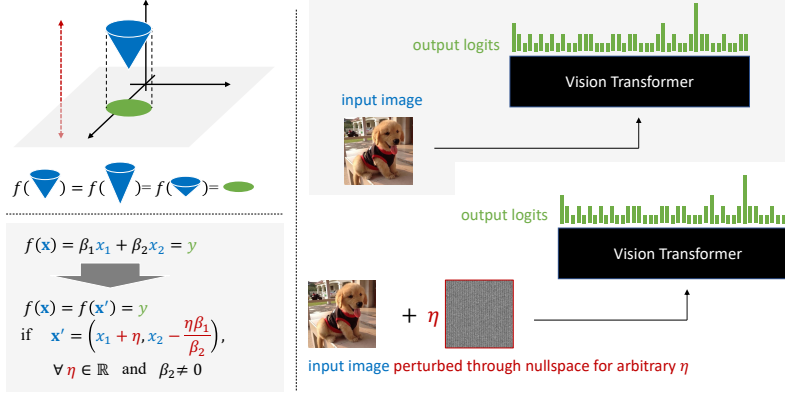 f( ) = f( )= f( )=
f(x) = β₁x₁ + β₂x₂ = y
f(x) = f(x′) = y
if x′ = (x₁ + η, x₂ − ηβ₁/β₂),
∀ η ∈ ℝ and β₂ ≠ 0
output logits
Vision Transformer
input image
output logits
Vision Transformer
+ η
input image perturbed through nullspace for arbitrary η